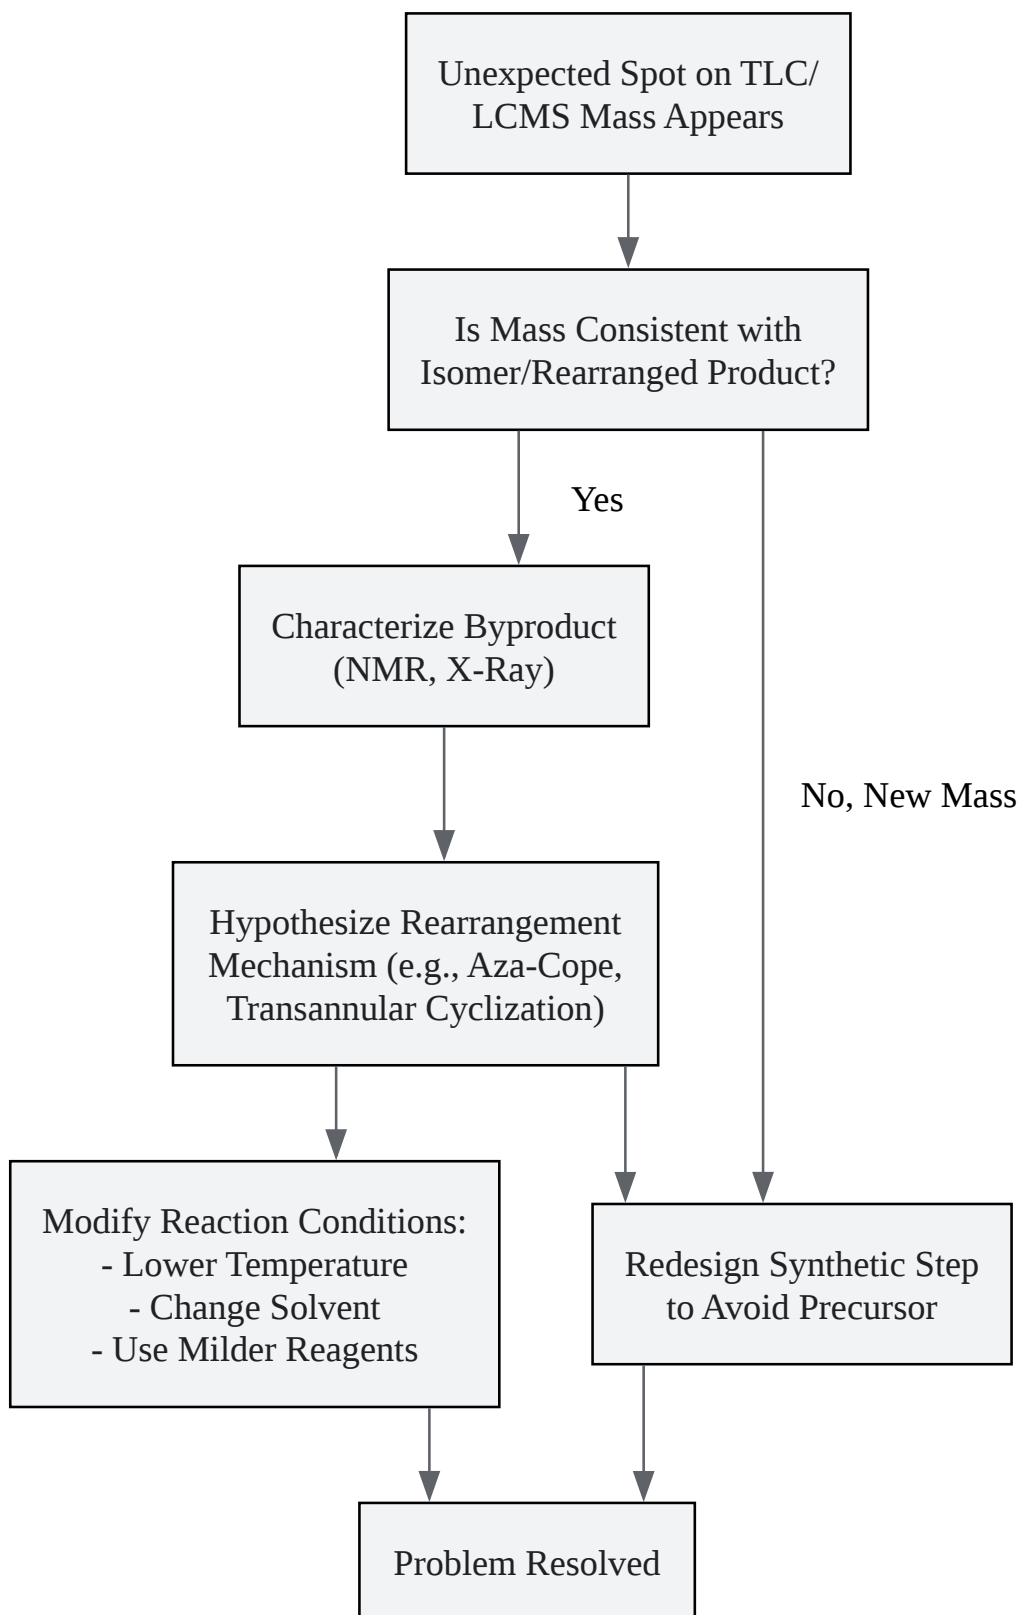 Unexpected Spot on TLC/
LCMS Mass Appears
Is Mass Consistent with
Isomer/Rearranged Product?
Yes
Characterize Byproduct
(NMR, X-Ray)
No, New Mass
Hypothesize Rearrangement
Mechanism (e.g., Aza-Cope,
Transannular Cyclization)
Modify Reaction Conditions:
- Lower Temperature
- Change Solvent
- Use Milder Reagents
Redesign Synthetic Step
to Avoid Precursor
Problem Resolved